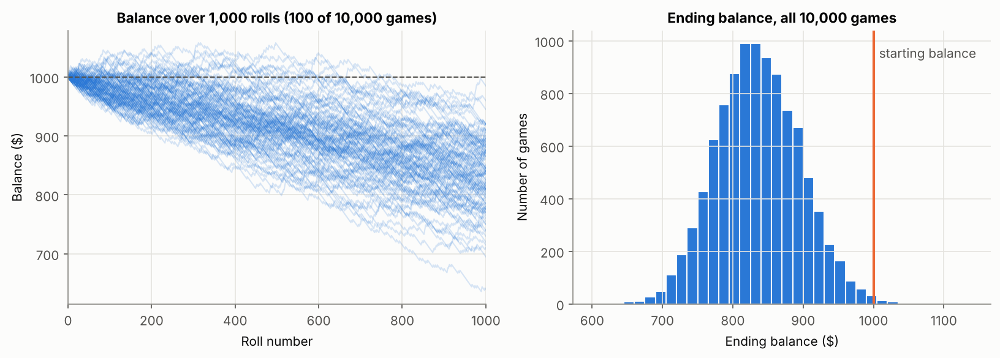 Balance over 1,000 rolls (100 of 10,000 games)
Balance ($)
1000
900
800
700
0 200 400 600 800 1000
Roll number
Ending balance, all 10,000 games
starting balance
Number of games
1000
800
600
400
200
0
600 700 800 900 1000 1100
Ending balance ($)